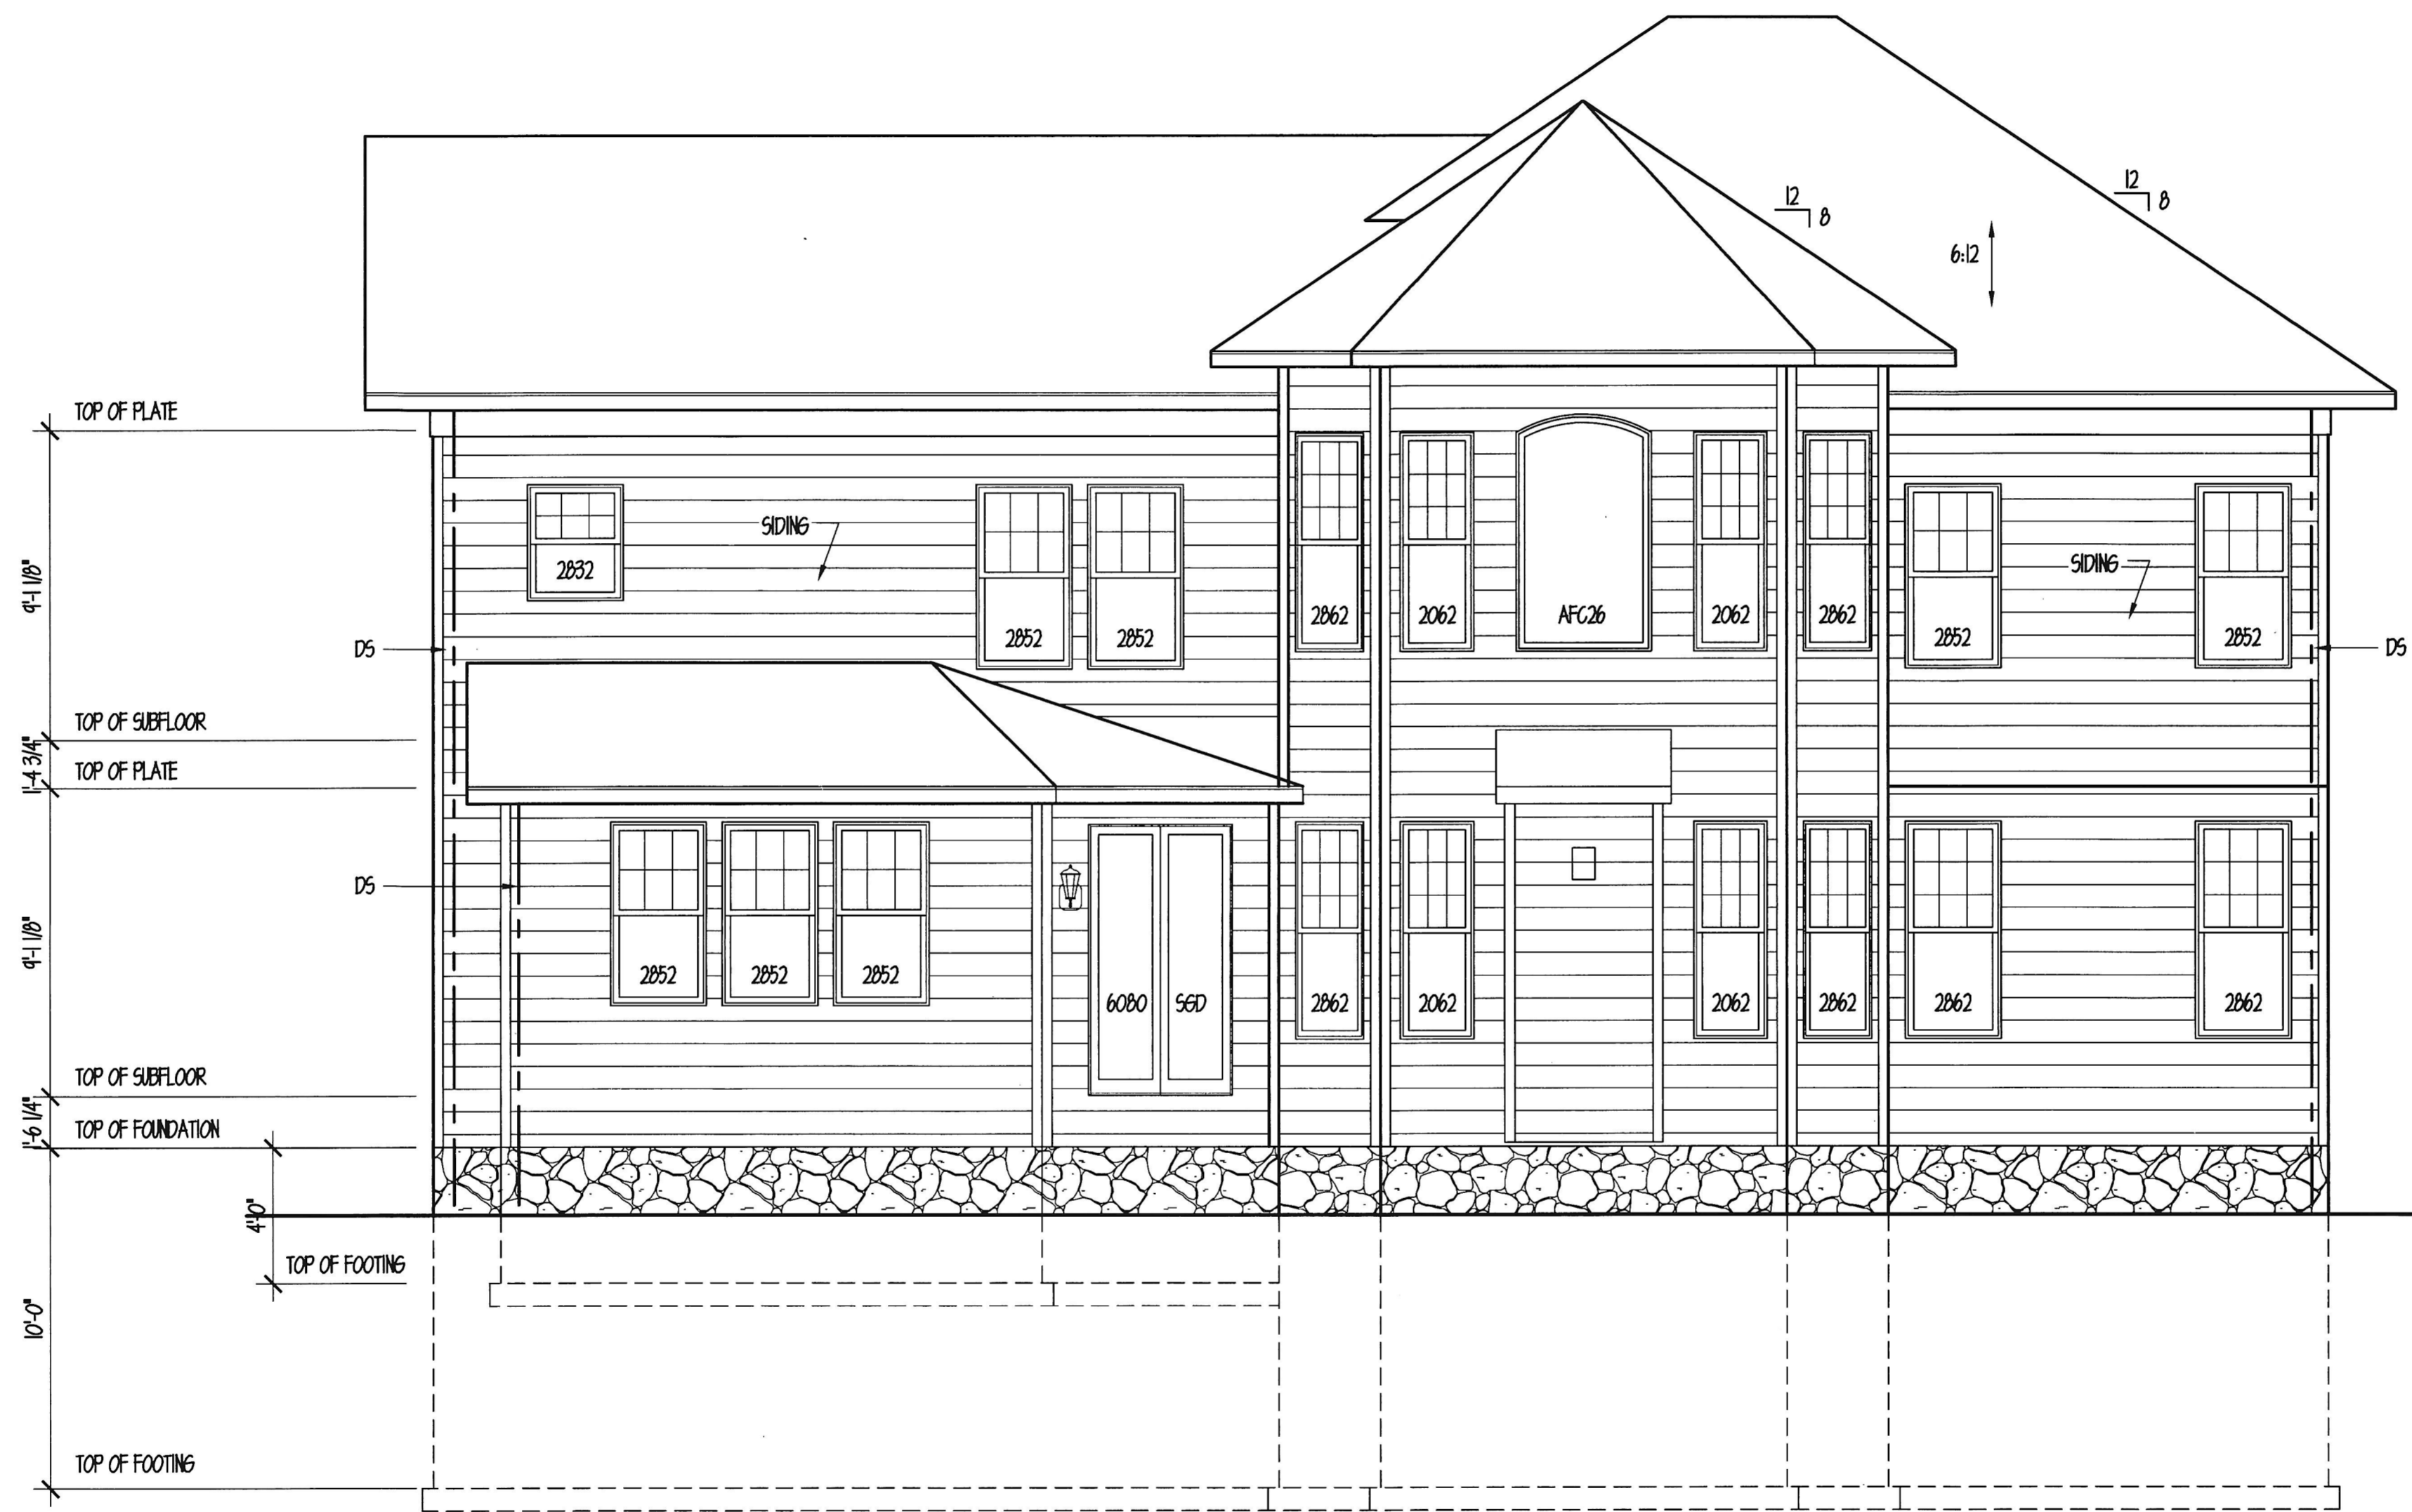 12
8
12
8
6:12
TOP OF PLATE
9'-1 1/8"
SIDING
2832
2852
2852
2862
2062
AFC26
2062
2862
2852
SIDING
2852
DS
DS
TOP OF SUBFLOOR
1'-4 3/4"
TOP OF PLATE
DS
9'-1 1/8"
2852
2852
2852
6080
SGD
2862
2062
2062
2862
2862
2862
TOP OF SUBFLOOR
1'-6 1/4"
TOP OF FOUNDATION
4'-0"
TOP OF FOOTING
10'-0"
TOP OF FOOTING